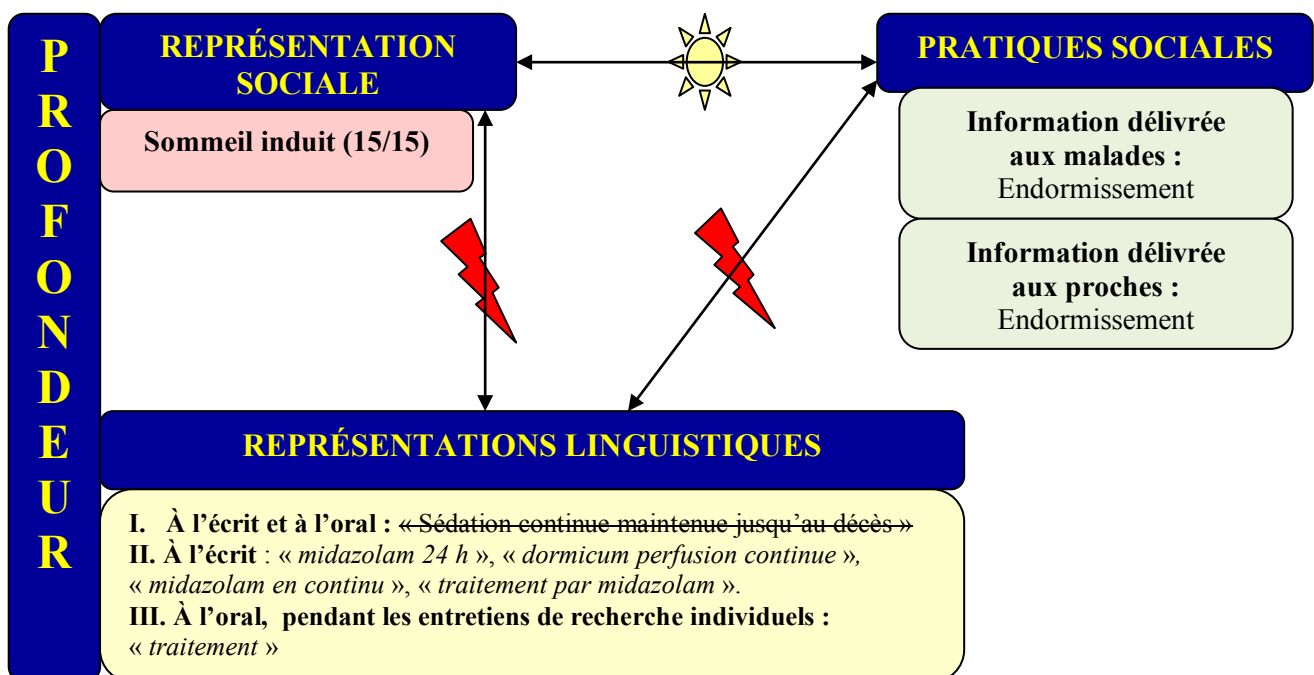 PROFONDEUR
REPRÉSENTATION
SOCIALE
Sommeil induit (15/15)
PRATIQUES SOCIALES
Information délivrée
aux malades :
Endormissement
Information délivrée
aux proches :
Endormissement
REPRÉSENTATIONS LINGUISTIQUES
I. À l’écrit et à l’oral : « Sédation continue maintenue jusqu’au décès »
II. À l’écrit : « midazolam 24 h », « dormicum perfusion continue »,
« midazolam en continu », « traitement par midazolam ».
III. À l’oral, pendant les entretiens de recherche individuels :
« traitement »